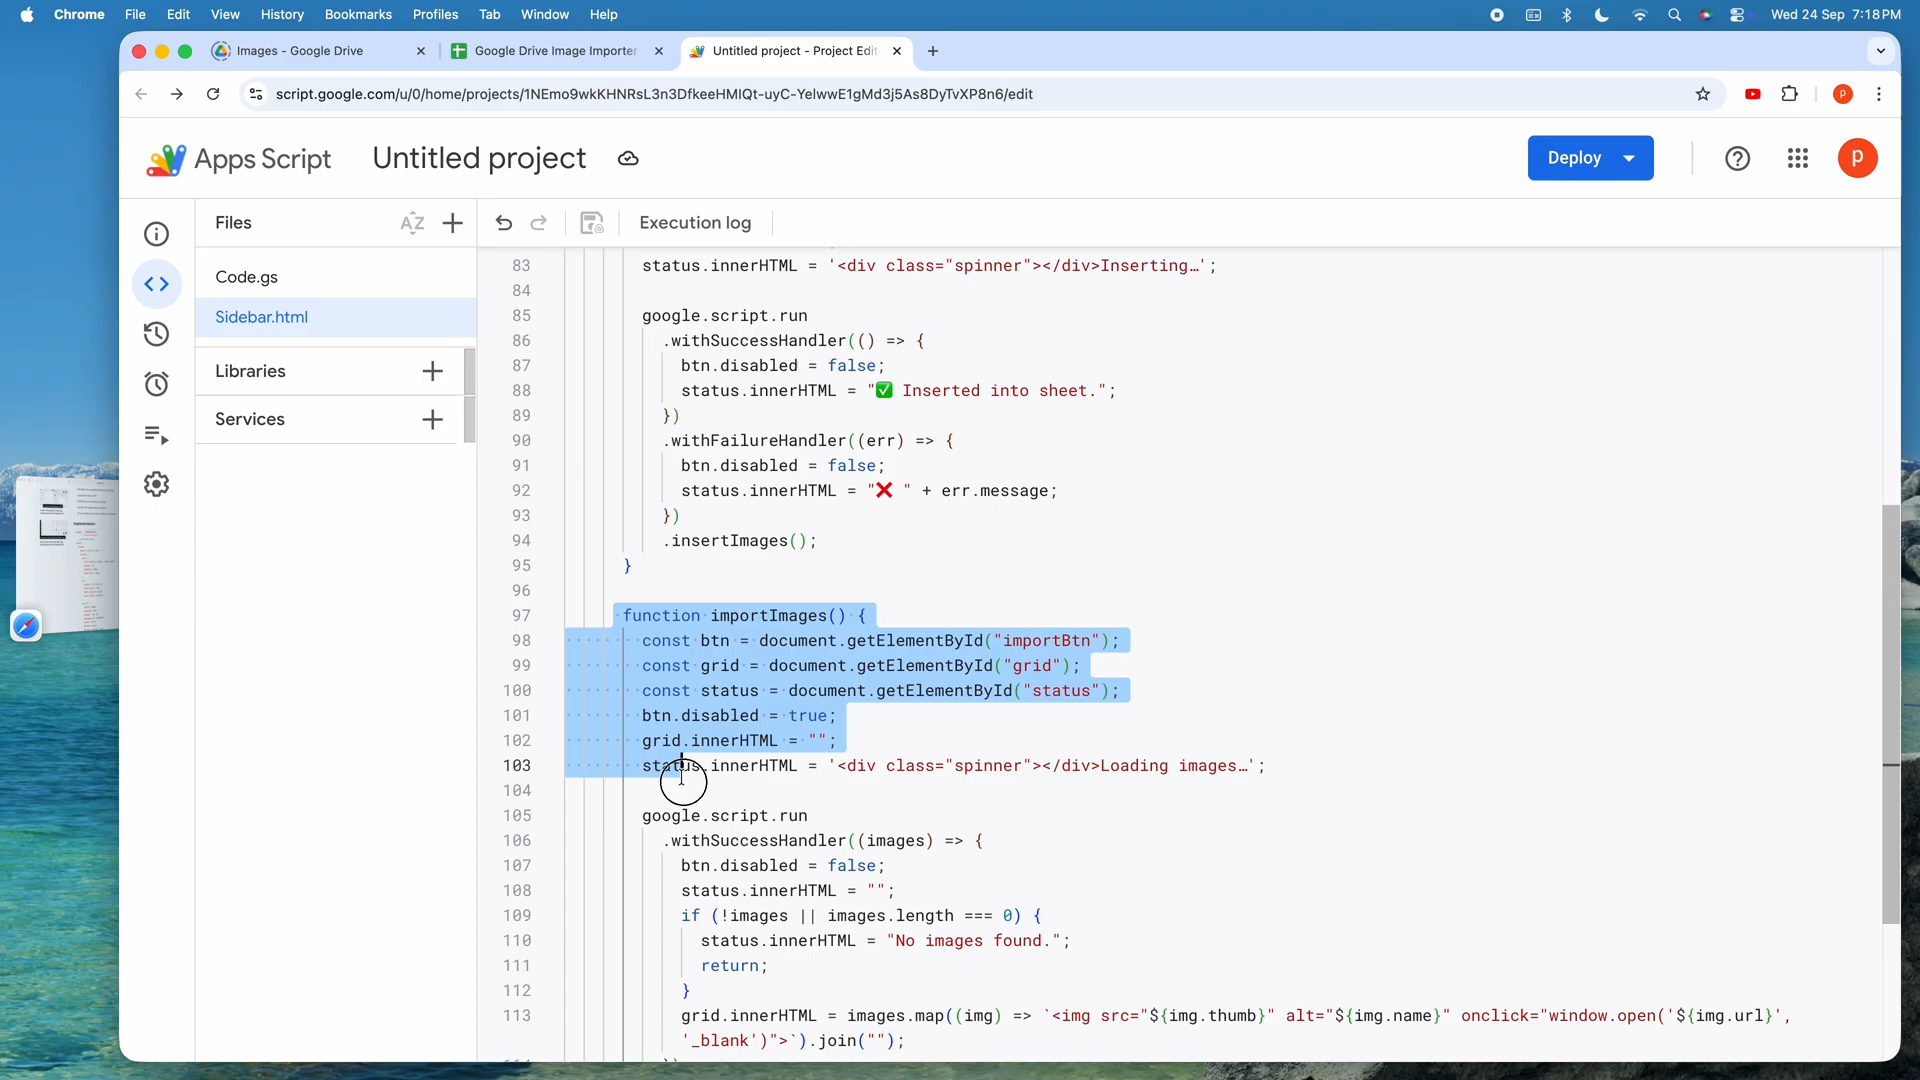 Chrome File Edit View History Bookmarks Profiles Tab Window Help Wed 24 Sep 7:18 PM
Images - Google Drive Google Drive Image Importer Untitled project - Project Edit
script.google.com/u/0/home/projects/1NEmo9wkKHNRsL3n3DfkeeHMIQt-uyC-YelwwE1gMd3j5As8DyTvXP8n6/edit P
Apps Script Untitled project Deploy p
Files AZ Execution log
Code.gs
Sidebar.html
Libraries
Services
83 status.innerHTML = '<div class="spinner"></div>Inserting…';
84
85 google.script.run
86 .withSuccessHandler(() => {
87 btn.disabled = false;
88 status.innerHTML = "✅ Inserted into sheet.";
89 })
90 .withFailureHandler((err) => {
91 btn.disabled = false;
92 status.innerHTML = "❌ " + err.message;
93 })
94 .insertImages();
95 }
96
97 function importImages() {
98 const btn = document.getElementById("importBtn");
99 const grid = document.getElementById("grid");
100 const status = document.getElementById("status");
101 btn.disabled = true;
102 grid.innerHTML = "";
103 status.innerHTML = '<div class="spinner"></div>Loading images…';
104
105 google.script.run
106 .withSuccessHandler((images) => {
107 btn.disabled = false;
108 status.innerHTML = "";
109 if (!images || images.length === 0) {
110 status.innerHTML = "No images found.";
111 return;
112 }
113 grid.innerHTML = images.map((img) => `<img src="${img.thumb}" alt="${img.name}" onclick="window.open('${img.url}',
'_blank')">`).join("");